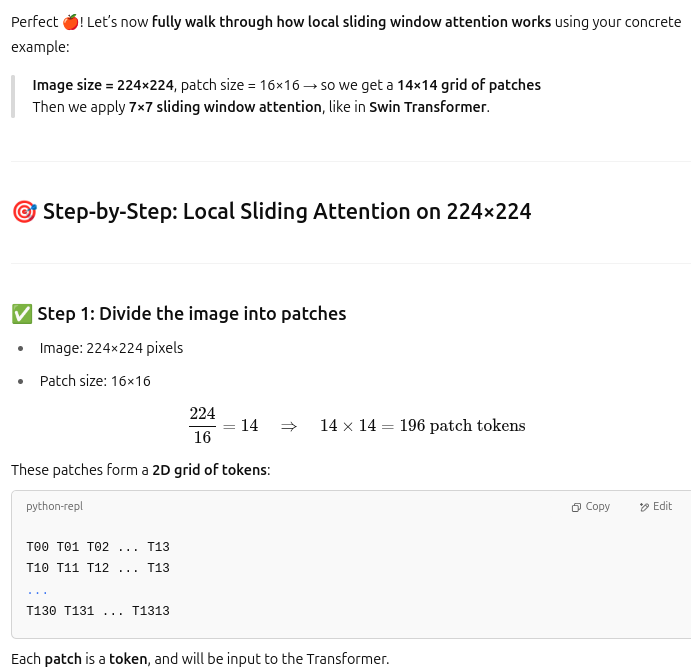 Perfect 🍎! Let's now fully walk through how local sliding window attention works using your concrete
example:
Image size = 224×224, patch size = 16×16 → so we get a 14×14 grid of patches
Then we apply 7×7 sliding window attention, like in Swin Transformer.
🎯 Step-by-Step: Local Sliding Attention on 224×224
✅ Step 1: Divide the image into patches
• Image: 224×224 pixels
• Patch size: 16×16
224/16 = 14 ⇒ 14 × 14 = 196 patch tokens
These patches form a 2D grid of tokens:
python-repl Copy Edit
T00 T01 T02 ... T13
T10 T11 T12 ... T13
...
T130 T131 ... T1313
Each patch is a token, and will be input to the Transformer.